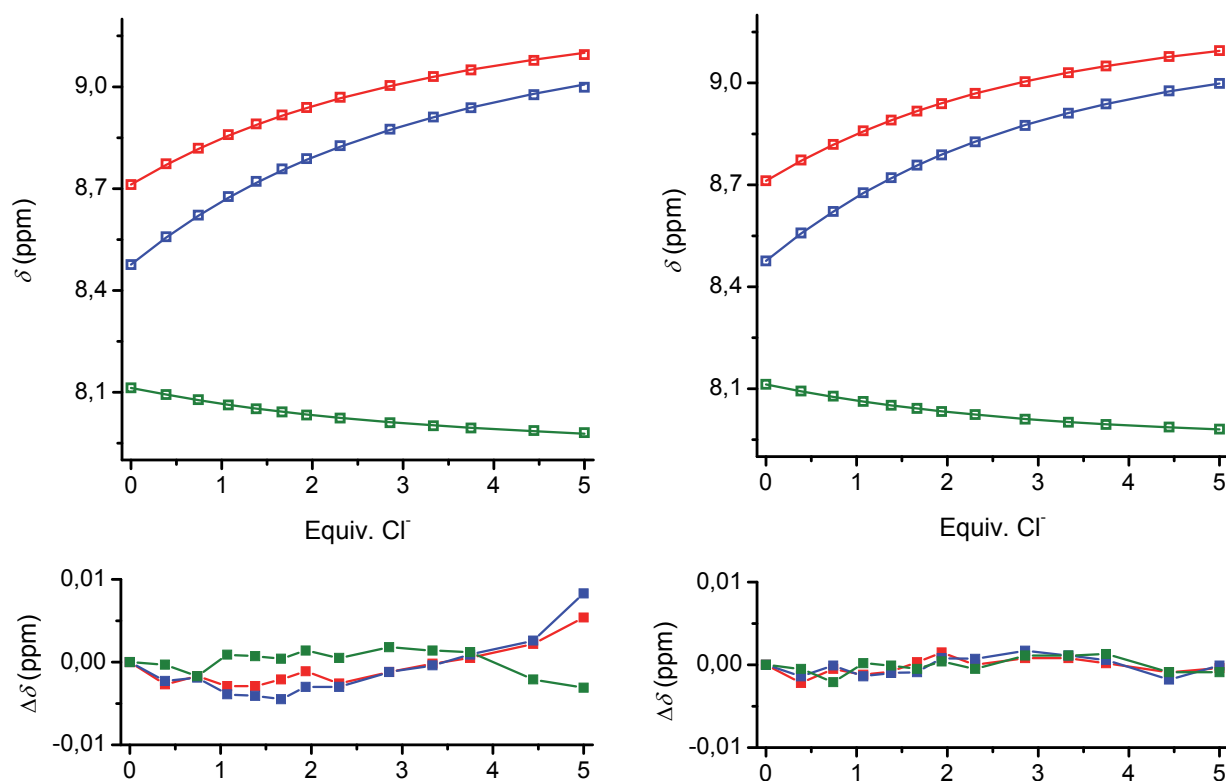 9,0
8,7
8,4
8,1
δ (ppm)
0 1 2 3 4 5
Equiv. Cl⁻
9,0
8,7
8,4
8,1
δ (ppm)
0 1 2 3 4 5
Equiv. Cl⁻
0,01
0,00
-0,01
Δδ (ppm)
0 1 2 3 4 5
0,01
0,00
-0,01
Δδ (ppm)
0 1 2 3 4 5